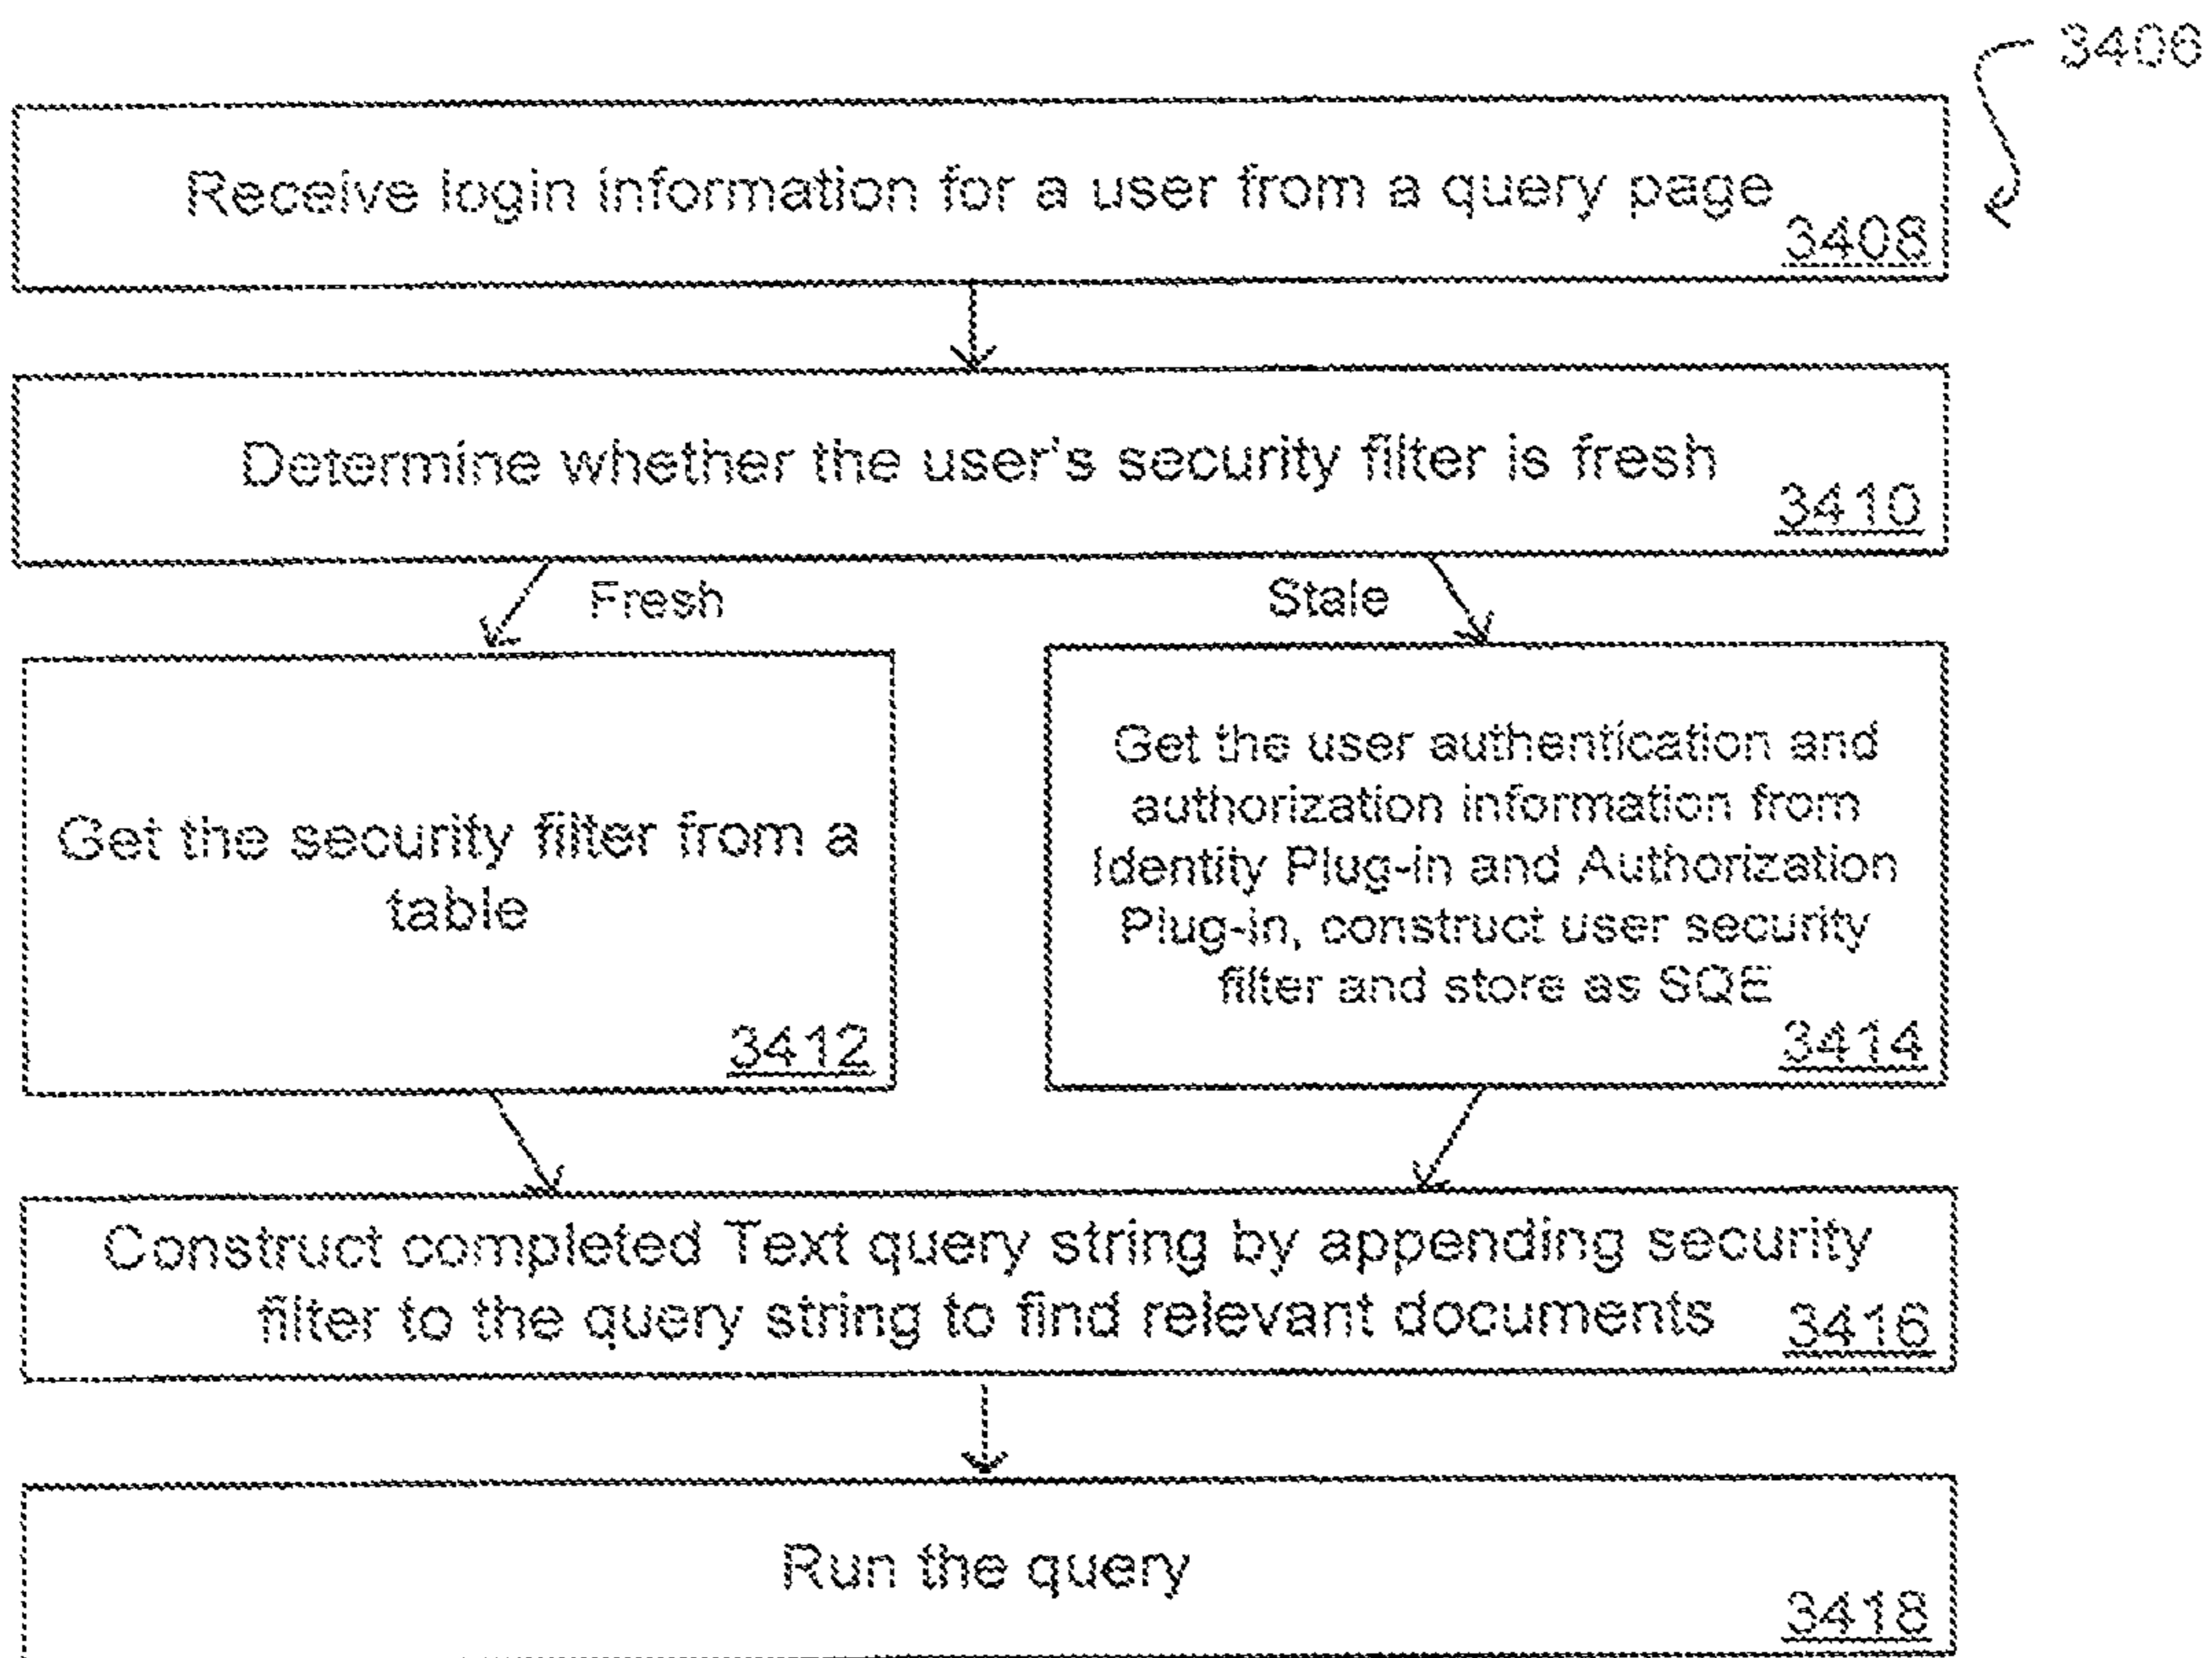 3406
Receive login information for a user from a query page
3408
Determine whether the user's security filter is fresh
3410
Fresh
Stale
Get the security filter from a
table
3412
Get the user authentication and
authorization information from
Identity Plug-in and Authorization
Plug-in, construct user security
filter and store as SQE
3414
Construct completed Text query string by appending security
filter to the query string to find relevant documents
3416
Run the query
3418